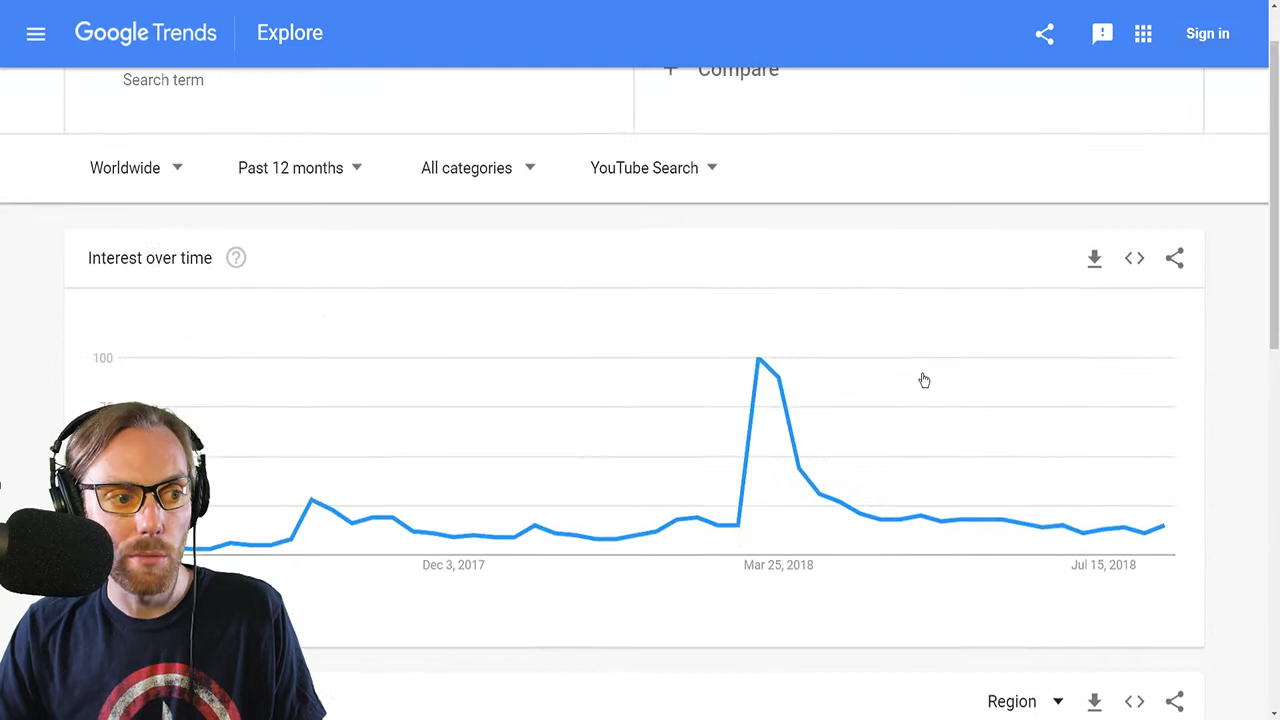 Google Trends
Explore
Sign in
Search term
+ Compare
Worldwide
Past 12 months
All categories
YouTube Search
Interest over time
?
100
Dec 3, 2017
Mar 25, 2018
Jul 15, 2018
Region